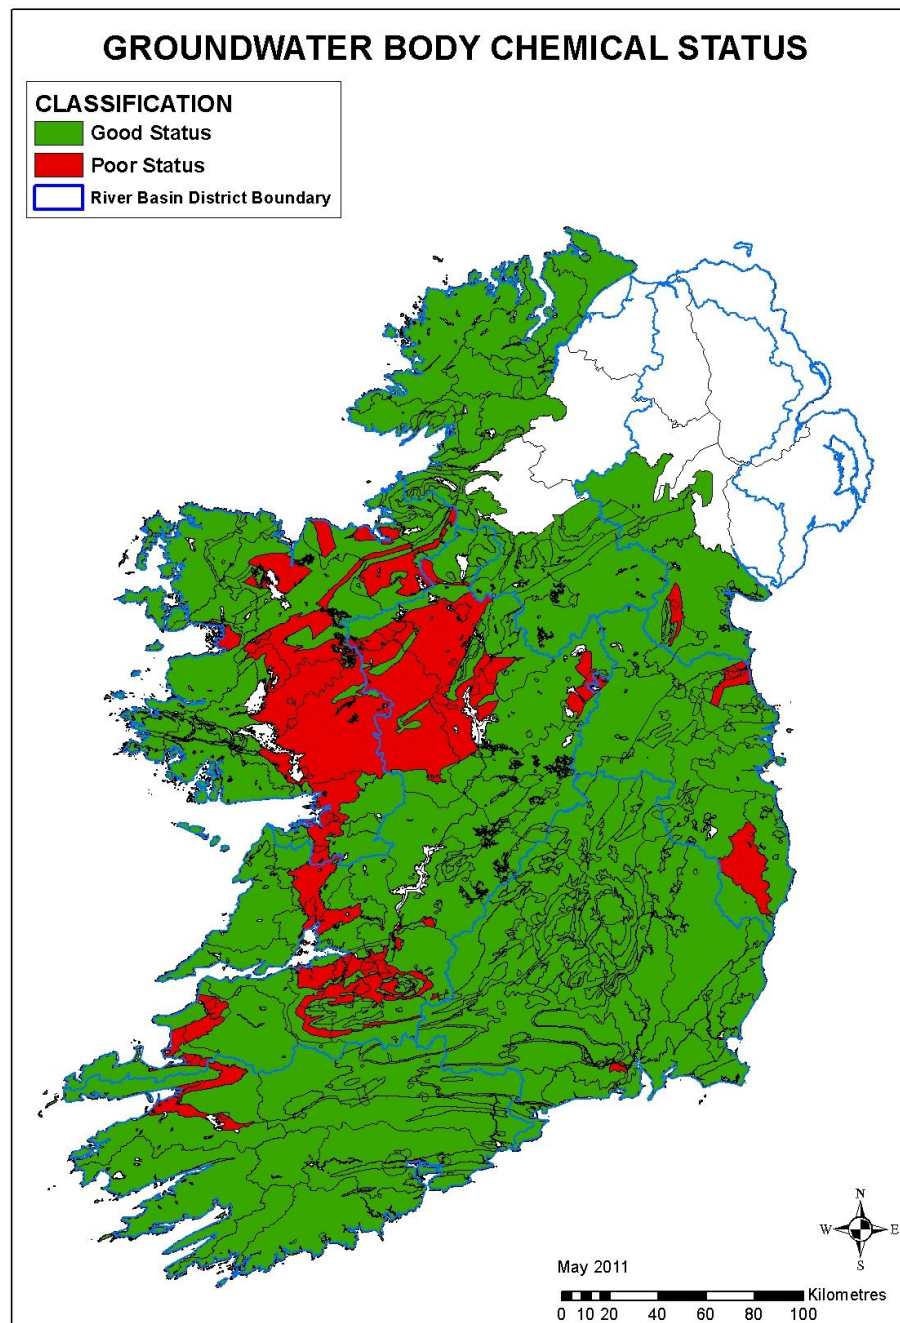 GROUNDWATER BODY CHEMICAL STATUS
CLASSIFICATION
Good Status
Poor Status
River Basin District Boundary
N
W E
S
May 2011
Kilometres
0 10 20 40 60 80 100